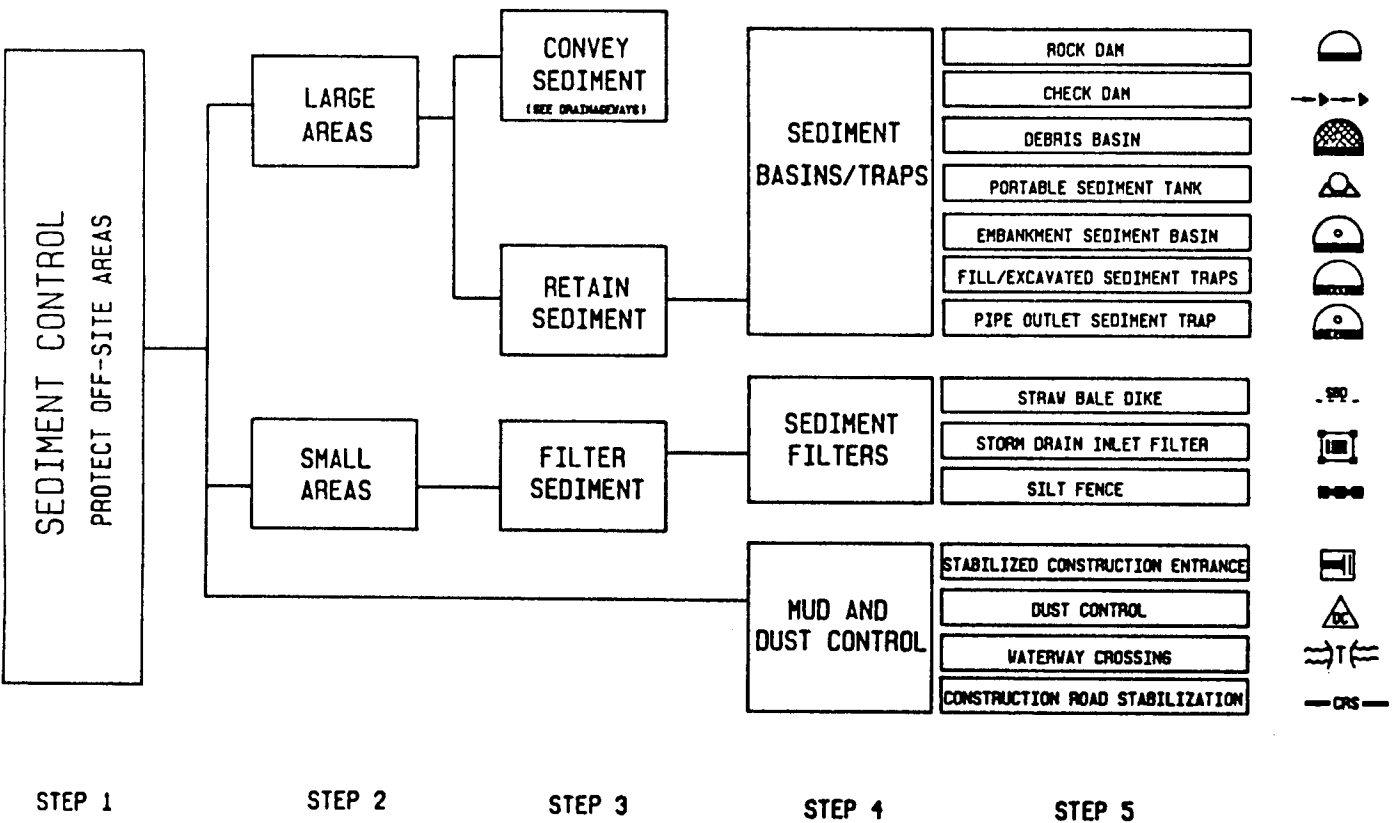 SEDIMENT CONTROL
PROTECT OFF-SITE AREAS
LARGE
AREAS
SMALL
AREAS
CONVEY
SEDIMENT
(SEE DRAINAGEWAYS)
RETAIN
SEDIMENT
FILTER
SEDIMENT
SEDIMENT
BASINS/TRAPS
ROCK DAM
CHECK DAM
DEBRIS BASIN
PORTABLE SEDIMENT TANK
EMBANKMENT SEDIMENT BASIN
FILL/EXCAVATED SEDIMENT TRAPS
PIPE OUTLET SEDIMENT TRAP
SEDIMENT
FILTERS
STRAW BALE DIKE
SBD
STORM DRAIN INLET FILTER
SILT FENCE
MUD AND
DUST CONTROL
STABILIZED CONSTRUCTION ENTRANCE
DUST CONTROL
DC
WATERWAY CROSSING
T
CONSTRUCTION ROAD STABILIZATION
CRS
STEP 1
STEP 2
STEP 3
STEP 4
STEP 5